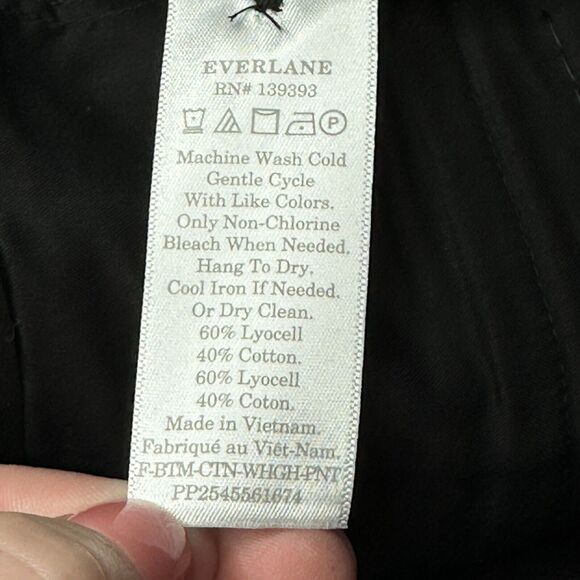 EVERLANE
RN# 139393
P
Machine Wash Cold
Gentle Cycle
With Like Colors.
Only Non-Chlorine
Bleach When Needed.
Hang To Dry.
Cool Iron If Needed.
Or Dry Clean.
60% Lyocell
40% Cotton.
60% Lyocell
40% Coton.
Made in Vietnam.
Fabriqué au Viêt-Nam.
F-BTM-CTN-WHGH-PNT
PP2545561674